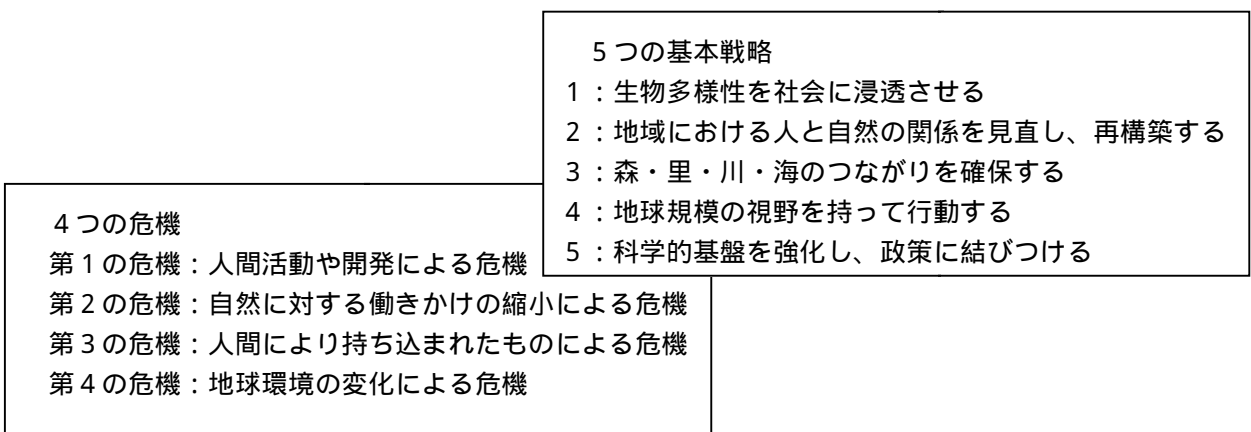 ５つの基本戦略
１：生物多様性を社会に浸透させる
２：地域における人と自然の関係を見直し、再構築する
３：森・里・川・海のつながりを確保する
４：地球規模の視野を持って行動する
５：科学的基盤を強化し、政策に結びつける
４つの危機
第１の危機：人間活動や開発による危機
第２の危機：自然に対する働きかけの縮小による危機
第３の危機：人間により持ち込まれたものによる危機
第４の危機：地球環境の変化による危機